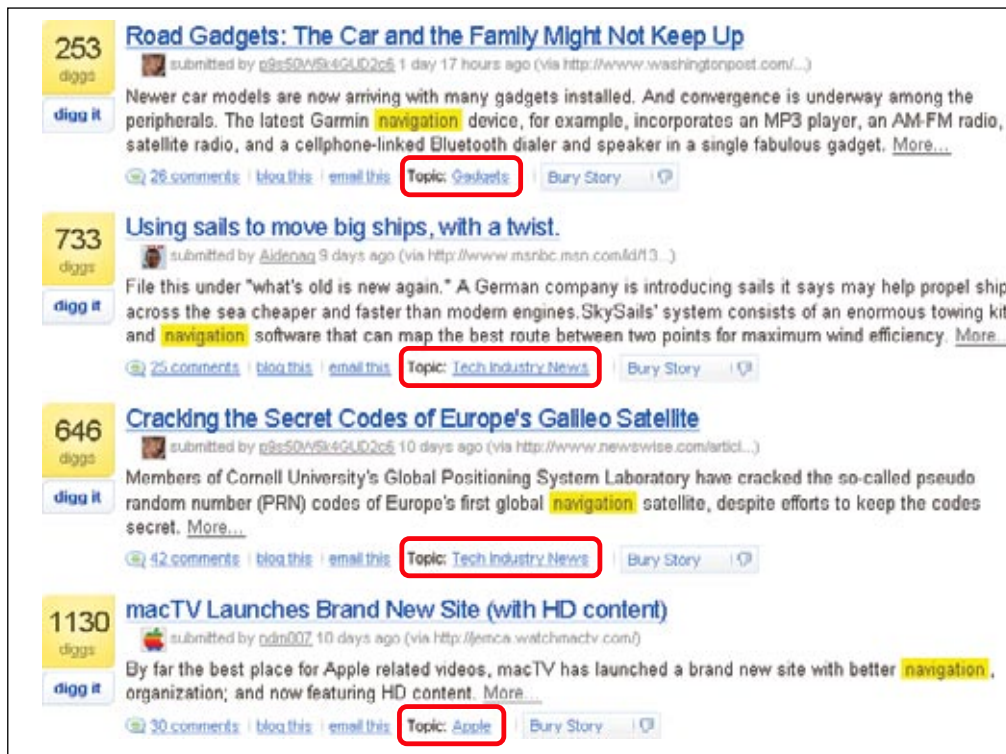 253
diggs
digg it
Road Gadgets: The Car and the Family Might Not Keep Up
submitted by p9s50W5k4GUD2c6 1 day 17 hours ago (via http://www.washingtonpost.com/...)
Newer car models are now arriving with many gadgets installed. And convergence is underway among the
peripherals. The latest Garmin navigation device, for example, incorporates an MP3 player, an AM-FM radio,
satellite radio, and a cellphone-linked Bluetooth dialer and speaker in a single fabulous gadget. More...
26 comments blog this email this Topic: Gadgets Bury Story
733
diggs
digg it
Using sails to move big ships, with a twist.
submitted by Aidenag 9 days ago (via http://www.msnbc.msn.com/id/13...)
File this under "what's old is new again." A German company is introducing sails it says may help propel ship
across the sea cheaper and faster than modern engines.SkySails' system consists of an enormous towing kit
and navigation software that can map the best route between two points for maximum wind efficiency. More...
25 comments blog this email this Topic: Tech Industry News Bury Story
646
diggs
digg it
Cracking the Secret Codes of Europe's Galileo Satellite
submitted by p9s50W5k4GUD2c6 10 days ago (via http://www.newswise.com/articl...)
Members of Cornell University's Global Positioning System Laboratory have cracked the so-called pseudo
random number (PRN) codes of Europe's first global navigation satellite, despite efforts to keep the codes
secret. More...
42 comments blog this email this Topic: Tech Industry News Bury Story
1130
diggs
digg it
macTV Launches Brand New Site (with HD content)
submitted by ndm007 10 days ago (via http://jemca.watchmactv.com/)
By far the best place for Apple related videos, macTV has launched a brand new site with better navigation,
organization; and now featuring HD content. More...
30 comments blog this email this Topic: Apple Bury Story